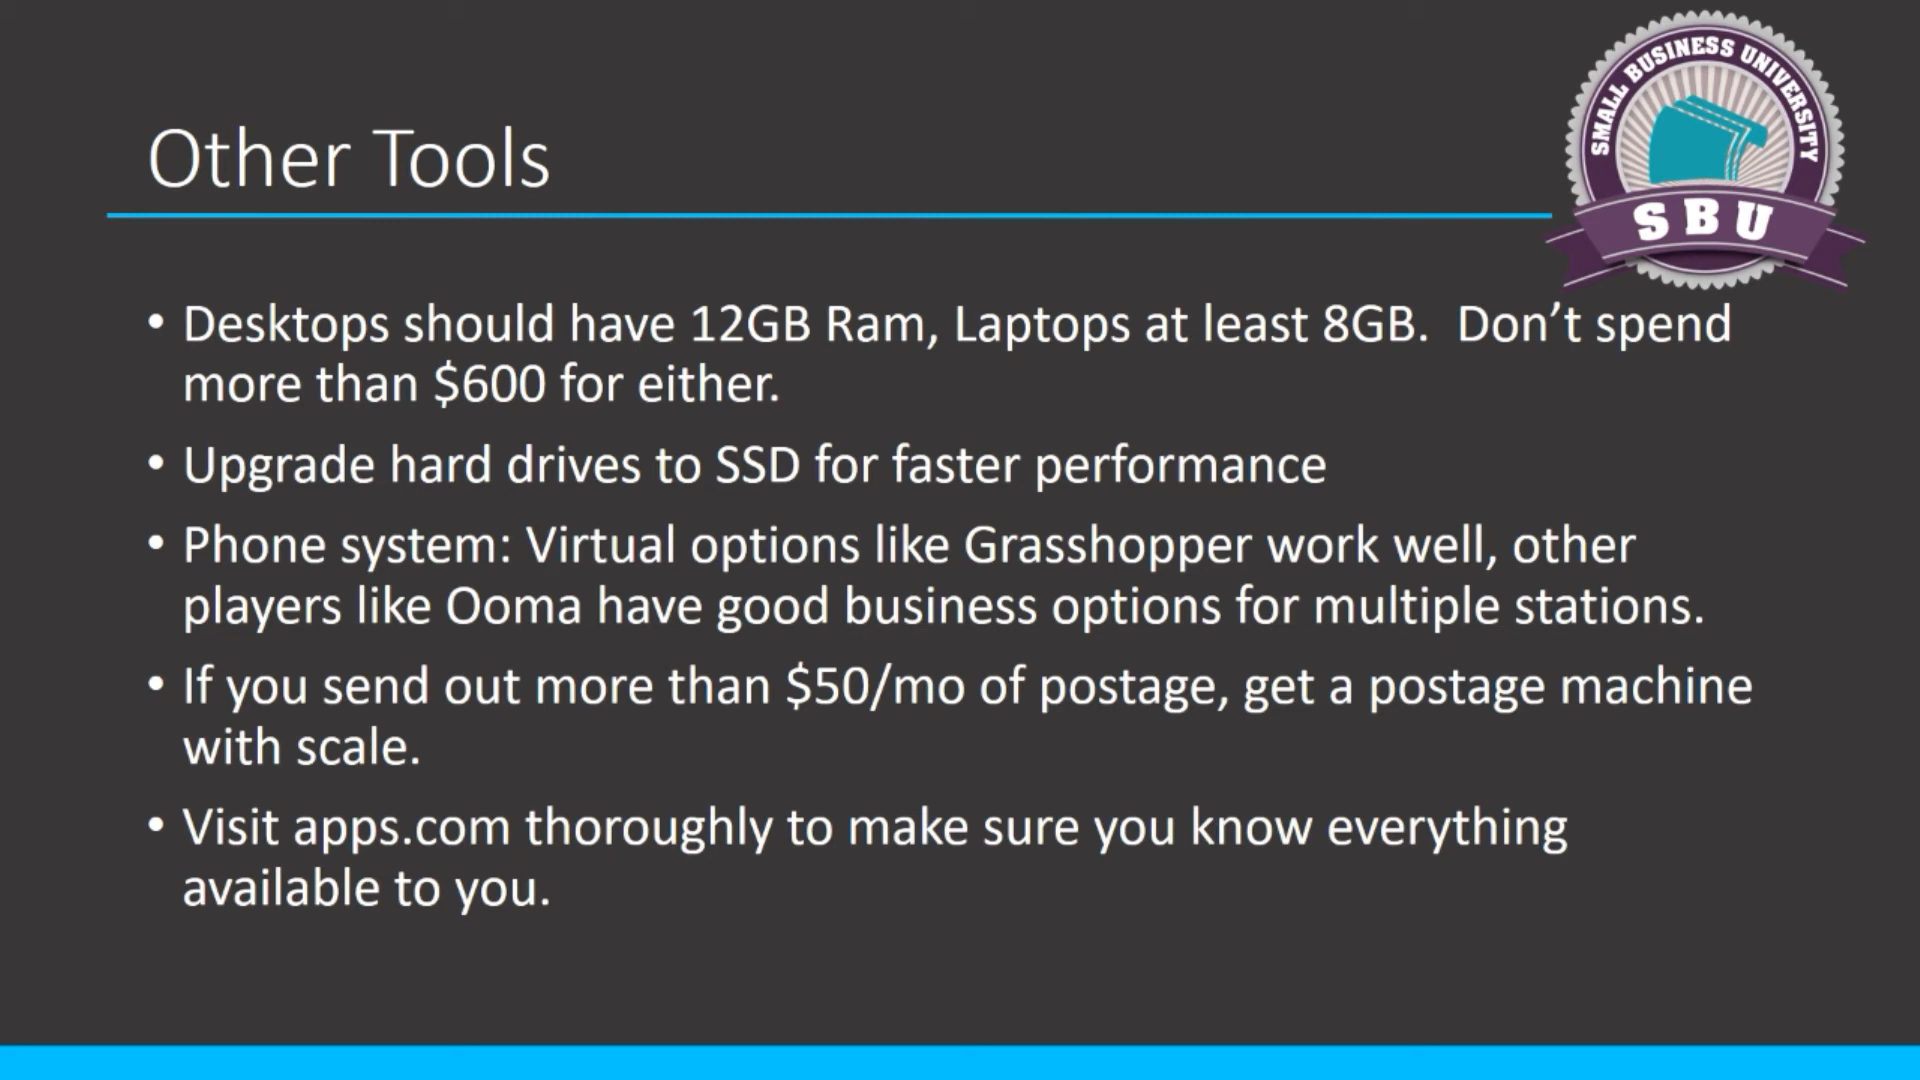 SMALL BUSINESS UNIVERSITY
SBU
Other Tools
• Desktops should have 12GB Ram, Laptops at least 8GB.  Don’t spend
more than $600 for either.
• Upgrade hard drives to SSD for faster performance
• Phone system: Virtual options like Grasshopper work well, other
players like Ooma have good business options for multiple stations.
• If you send out more than $50/mo of postage, get a postage machine
with scale.
• Visit apps.com thoroughly to make sure you know everything
available to you.